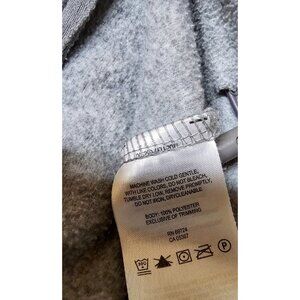 MACHINE WASH COLD GENTLE,
WITH LIKE COLORS, DO NOT BLEACH,
TUMBLE DRY LOW, REMOVE PROMPTLY,
DO NOT IRON, DRYCLEANABLE
BODY: 100% POLYESTER
EXCLUSIVE OF TRIMMING
RN 69724
CA 05367
P